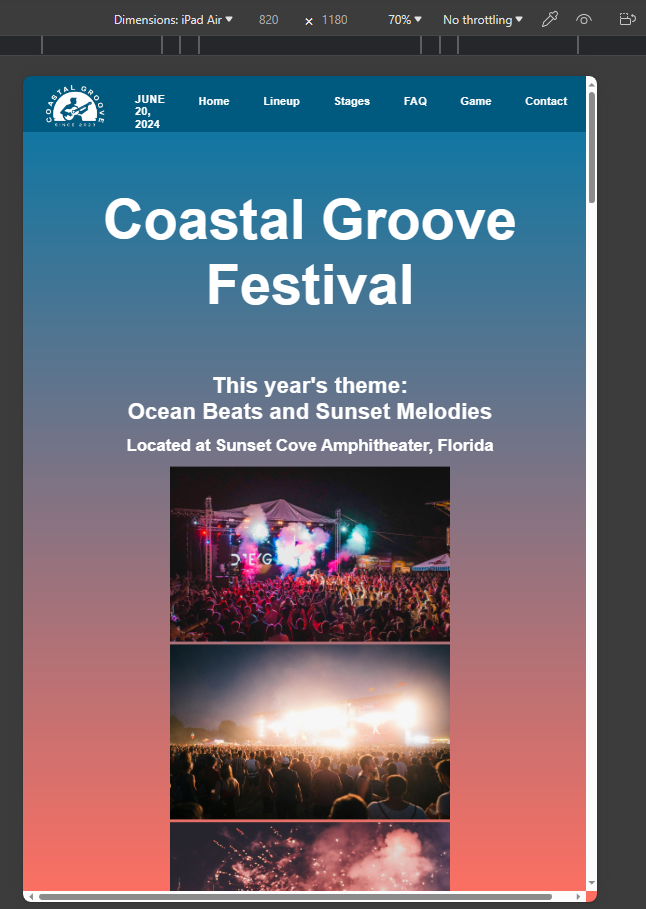 Dimensions: iPad Air 820 × 1180 70% No throttling
COASTAL GROOVE
SINCE 2023
JUNE
20,
2024
Home Lineup Stages FAQ Game Contact
Coastal Groove
Festival
This year's theme:
Ocean Beats and Sunset Melodies
Located at Sunset Cove Amphitheater, Florida